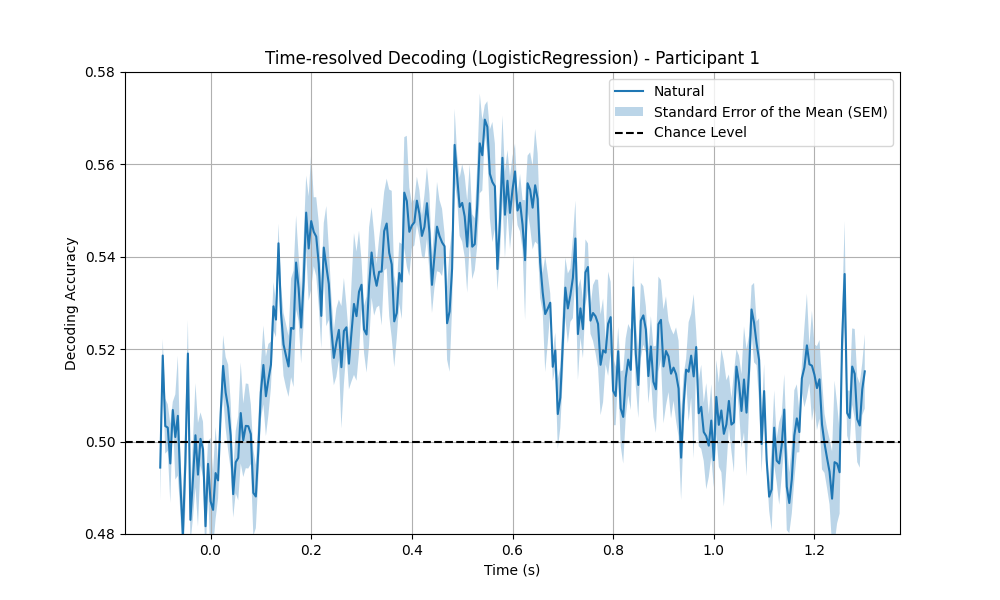 Time-resolved Decoding (LogisticRegression) - Participant 1
Natural
Standard Error of the Mean (SEM)
Chance Level
Decoding Accuracy
0.58
0.56
0.54
0.52
0.50
0.48
0.0 0.2 0.4 0.6 0.8 1.0 1.2
Time (s)